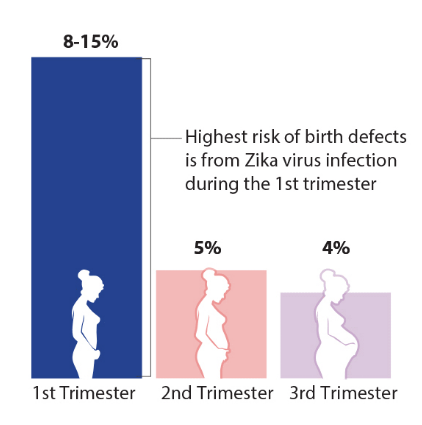 8-15%
Highest risk of birth defects
is from Zika virus infection
during the 1st trimester
5%
4%
1st Trimester
2nd Trimester
3rd Trimester